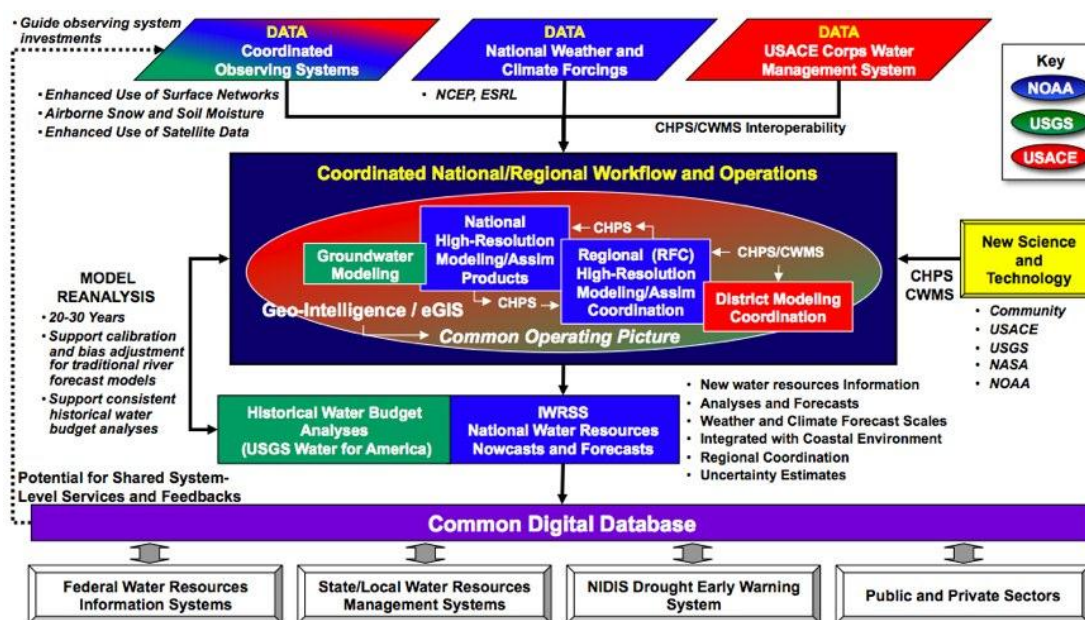 • Guide observing system
investments
DATA
Coordinated
Observing Systems
DATA
National Weather and
Climate Forcings
DATA
USACE Corps Water
Management System
Key
NOAA
USGS
USACE
• Enhanced Use of Surface Networks
• Airborne Snow and Soil Moisture
• Enhanced Use of Satellite Data
• NCEP, ESRL
CHPS/CWMS Interoperability
Coordinated National/Regional Workflow and Operations
Groundwater
Modeling
National
High-Resolution
Modeling/Assim
Products
CHPS
CHPS
Regional (RFC)
High-Resolution
Modeling/Assim
Coordination
CHPS/CWMS
District Modeling
Coordination
Geo-Intelligence / eGIS
Common Operating Picture
CHPS
CWMS
New Science
and
Technology
• Community
• USACE
• USGS
• NASA
• NOAA
MODEL
REANALYSIS
• 20-30 Years
• Support calibration
and bias adjustment
for traditional river
forecast models
• Support consistent
historical water
budget analyses
Historical Water Budget
Analyses
(USGS Water for America)
IWRSS
National Water Resources
Nowcasts and Forecasts
• New water resources Information
• Analyses and Forecasts
• Weather and Climate Forecast Scales
• Integrated with Coastal Environment
• Regional Coordination
• Uncertainty Estimates
Potential for Shared System-
Level Services and Feedbacks
Common Digital Database
Federal Water Resources
Information Systems
State/Local Water Resources
Management Systems
NIDIS Drought Early Warning
System
Public and Private Sectors